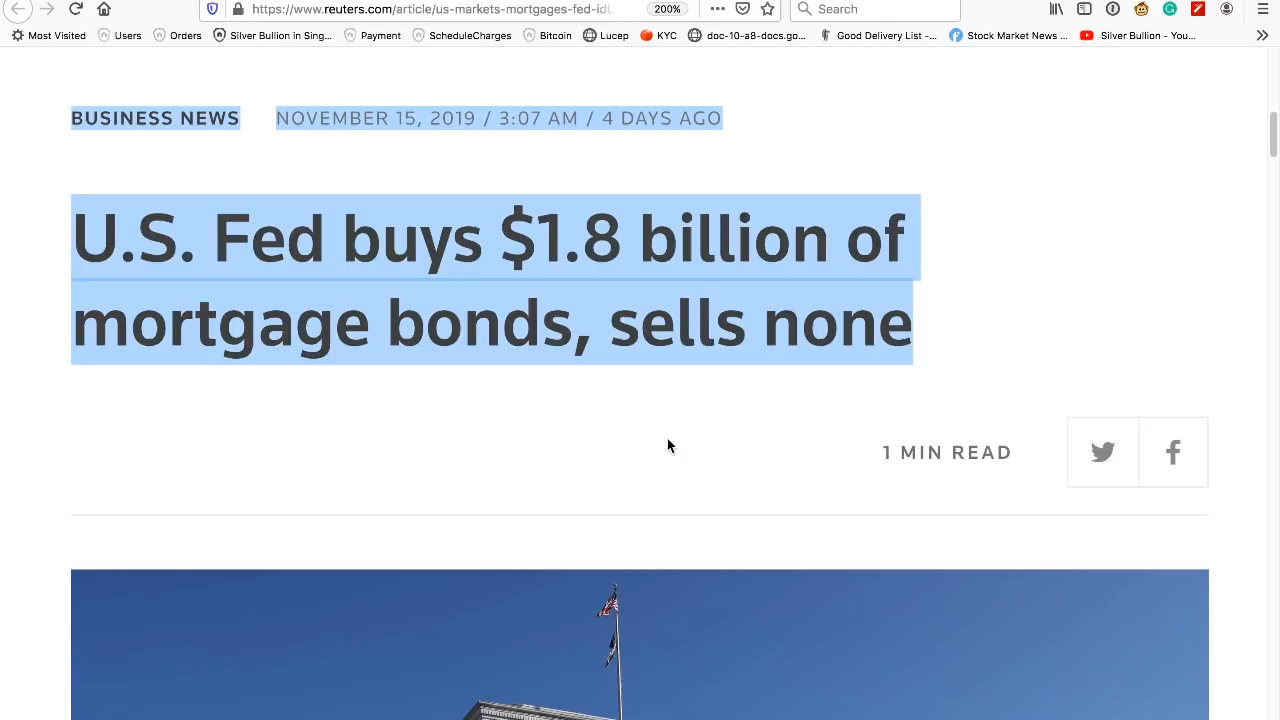 https://www.reuters.com/article/us-markets-mortgages-fed-idU
200%
Search
Most Visited
Users
Orders
Silver Bullion in Sing...
Payment
ScheduleCharges
Bitcoin
Lucep
KYC
doc-10-a8-docs.go...
Good Delivery List -...
Stock Market News ...
Silver Bullion - You...
BUSINESS NEWS
NOVEMBER 15, 2019 / 3:07 AM / 4 DAYS AGO
U.S. Fed buys $1.8 billion of
mortgage bonds, sells none
1 MIN READ